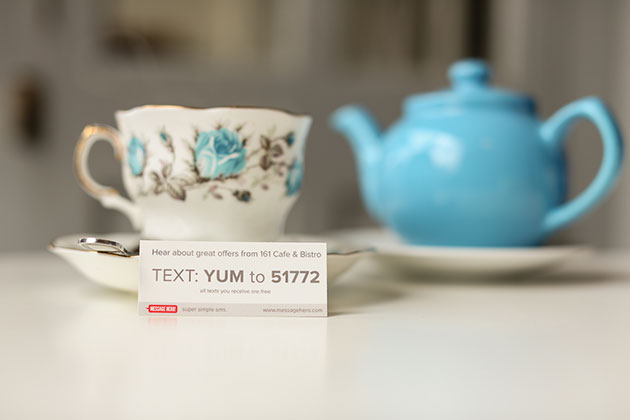 Hear about great offers from 161 Cafe & Bistro
TEXT: YUM to 51772
all texts you receive are free
MESSAGE HERO super simple sms. www.messagehero.com